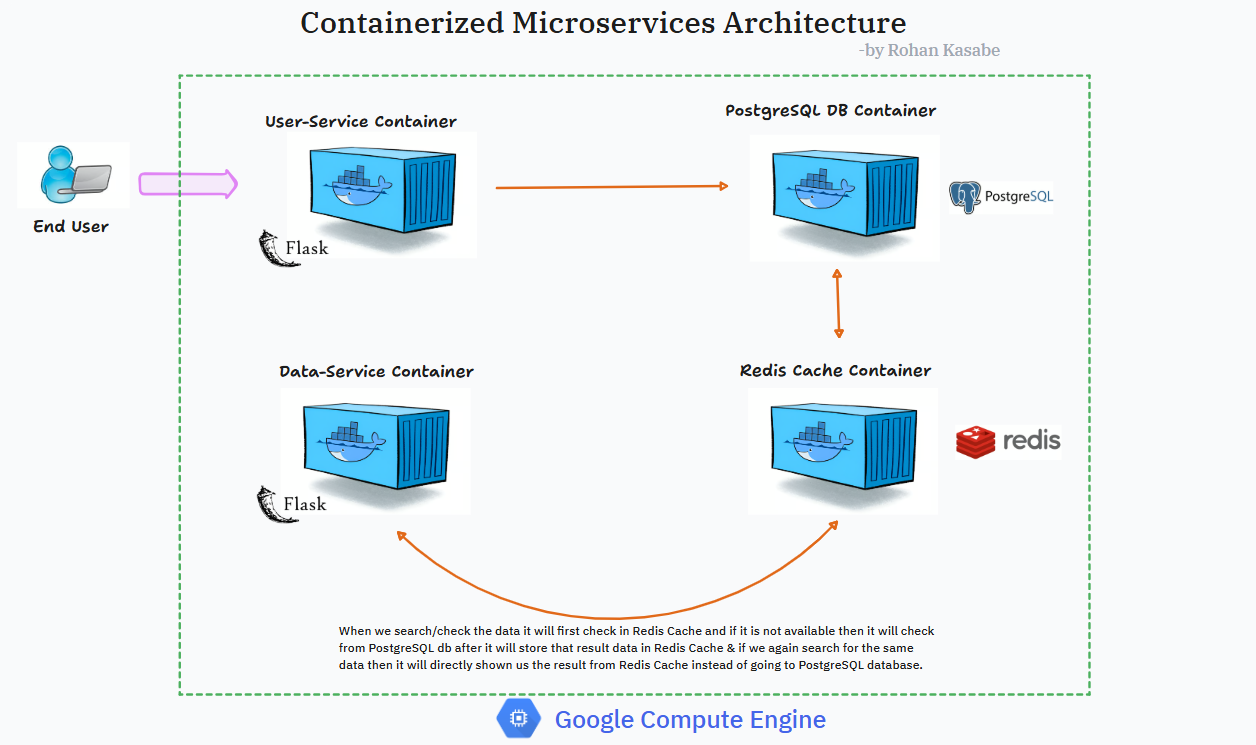 Containerized Microservices Architecture
-by Rohan Kasabe
User-Service Container
PostgreSQL DB Container
End User
PostgreSQL
Flask
Data-Service Container
Redis Cache Container
redis
Flask
When we search/check the data it will first check in Redis Cache and if it is not available then it will check
from PostgreSQL db after it will store that result data in Redis Cache & if we again search for the same
data then it will directly shown us the result from Redis Cache instead of going to PostgreSQL database.
Google Compute Engine